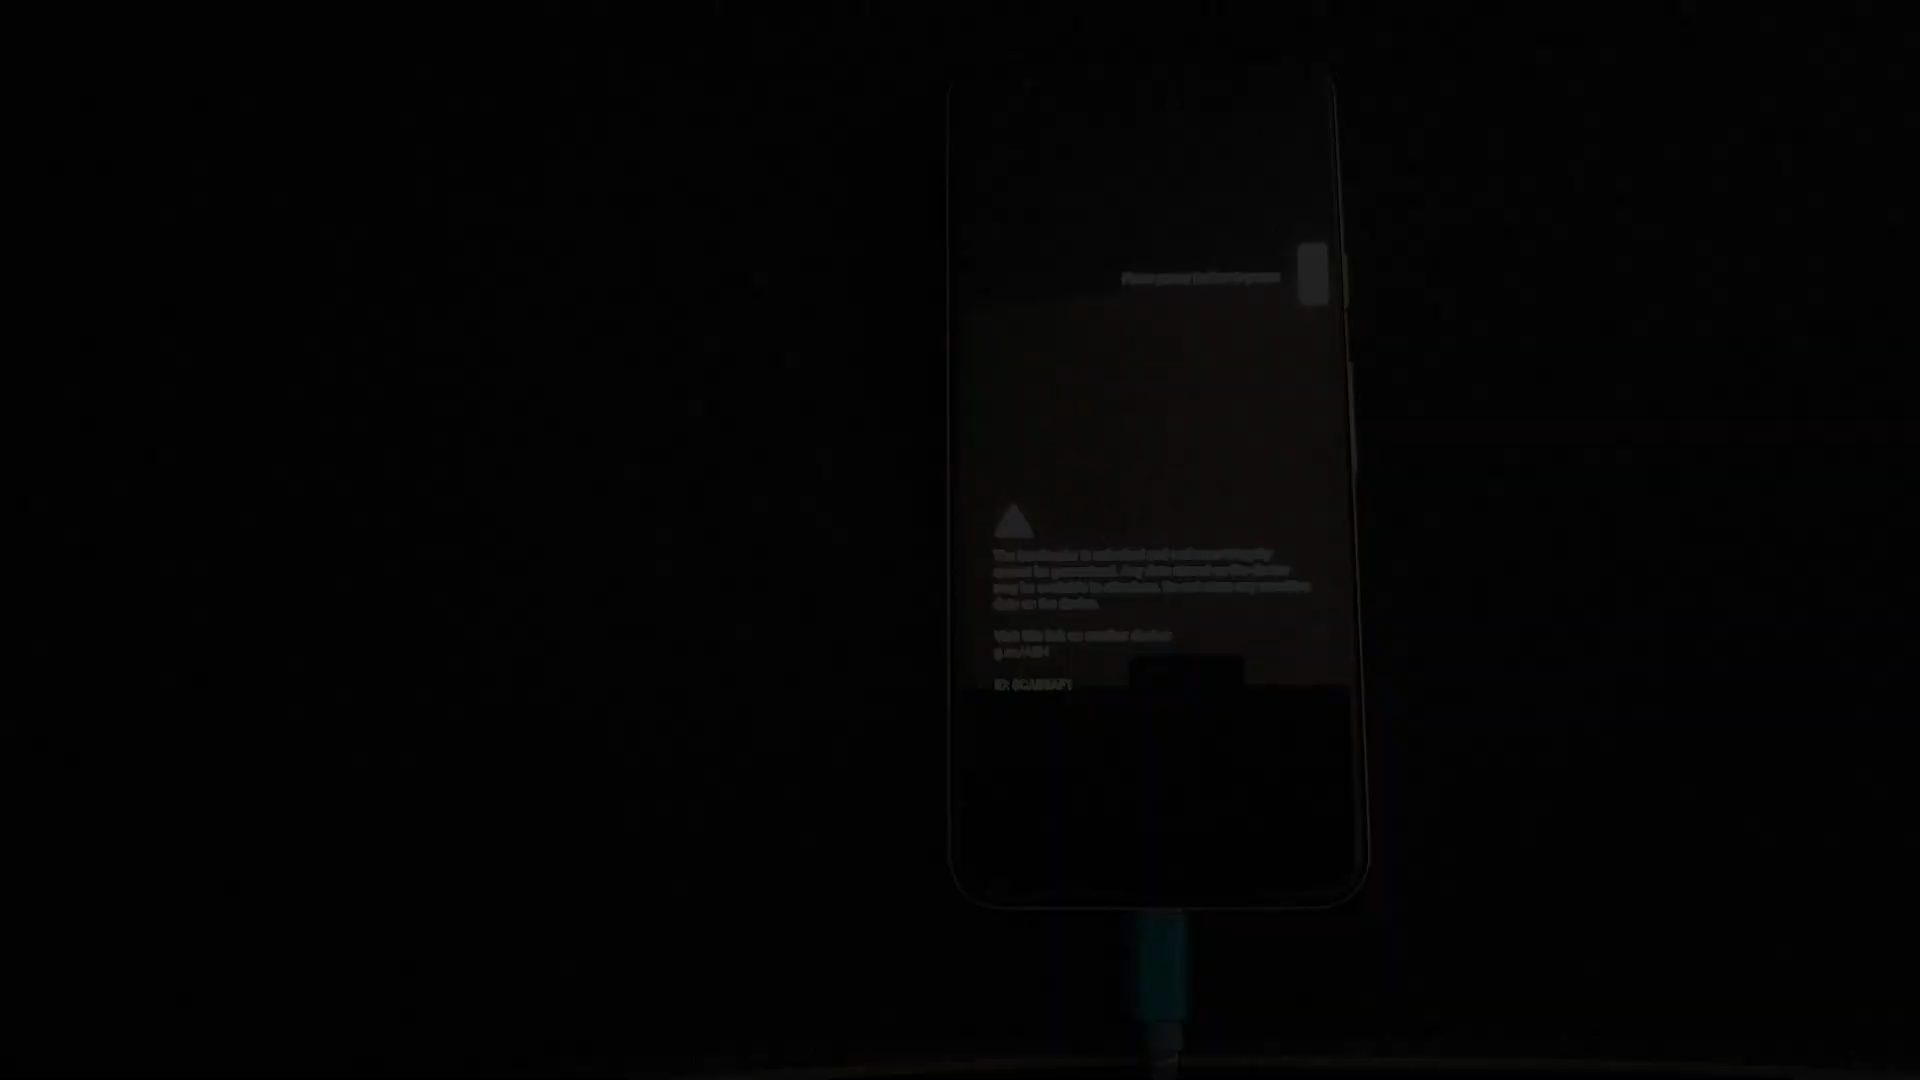 The bootloader is unlocked and software integrity
cannot be guaranteed. Any data stored on the device
may be available to attackers. Do not store any sensitive
data on the device.
Visit this link on another device:
g.co/ABH
ID: